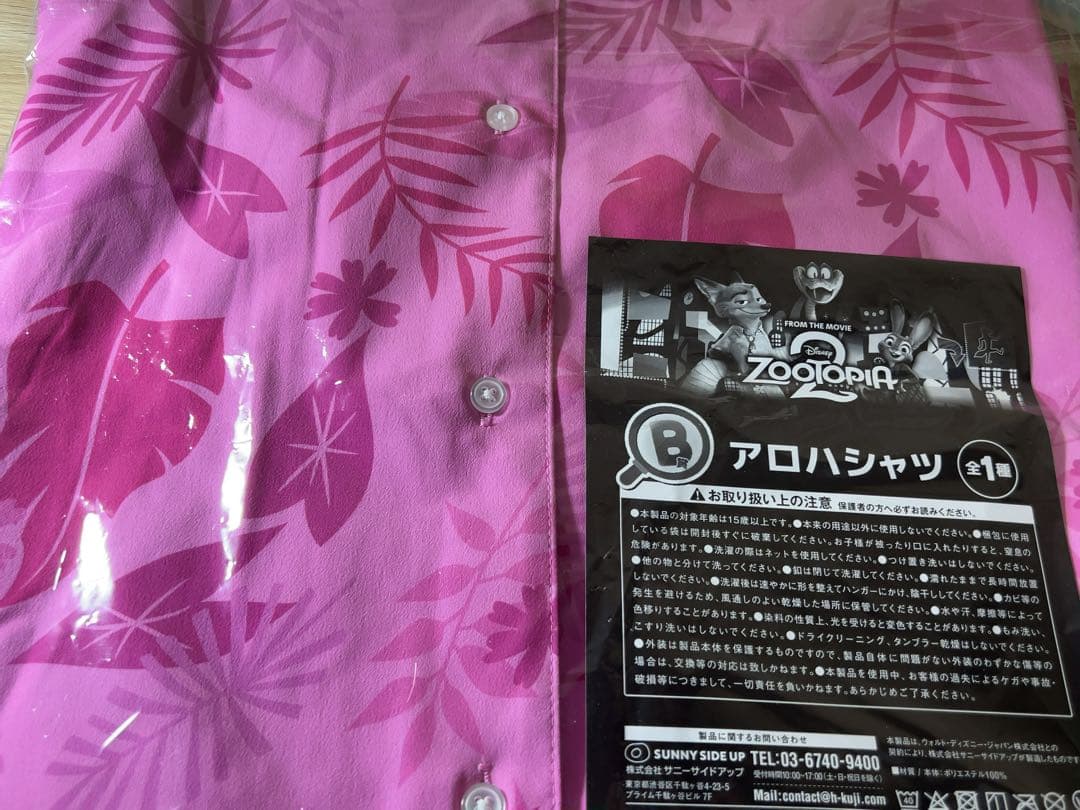 FROM THE MOVIE
Disney
ZOOTOPIA
2
B賞
アロハシャツ
全1種
お取り扱い上の注意 保護者の方へ必ずお読みください。
●本製品の対象年齢は15歳以上です。●本来の用途以外に使用しないでください。●梱包に使用
している袋は開封後すぐに破棄してください。お子様が被ったり口に入れたりすると、窒息の
危険があります。●洗濯の際はネットを使用してください。●つけ置き洗いはしないでください。
●他の物と分けて洗ってください。●釦は閉じて洗濯してください。●濡れたままで長時間放置
しないでください。●洗濯後は速やかに形を整えてハンガーにかけ、陰干ししてください。●カビ等の
発生を避けるため、風通しのよい乾燥した場所に保管してください。●水や汗、摩擦等によって
色移りすることがあります。●染料の性質上、光を受けると変色することがあります。●もみ洗い、
こすり洗いはしないでください。●ドライクリーニング、タンブラー乾燥はしないでください。
●外装は製品本体を保護するものですので、製品自体に問題がない外装のわずかな傷等の
場合は、交換等の対応は致しかねます。●本製品を使用中、お客様の過失によるケガや事故・
破損等につきまして、一切責任を負いかねます。あらかじめご了承ください。
製品に関するお問い合わせ
SUNNY SIDE UP
株式会社サニーサイドアップ
東京都渋谷区千駄ヶ谷4-23-5
プライム千駄ヶ谷ビル 7F
TEL:03-6740-9400
受付時間10:00~17:00(土・日・祝日を除く)
Mail:contact@h-kuji.com
本製品は、ウォルト・ディズニー・ジャパン株式会社との
契約により、株式会社サニーサイドアップが製造したもので
■材質 / 本体:ポリエステル100%